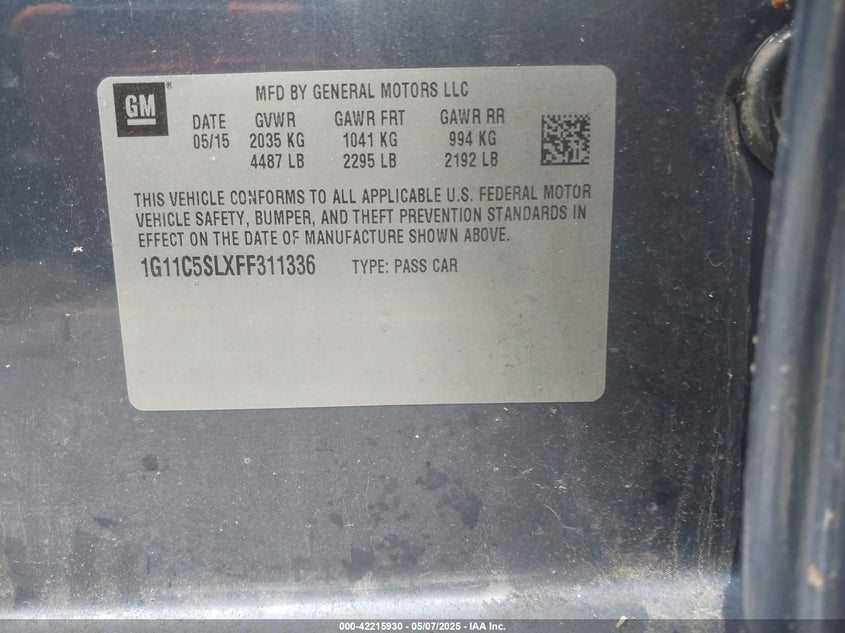 GM
®
MFD BY GENERAL MOTORS LLC
DATE GVWR GAWR FRT GAWR RR
05/15 2035 KG 1041 KG 994 KG
4487 LB 2295 LB 2192 LB
THIS VEHICLE CONFORMS TO ALL APPLICABLE U.S. FEDERAL MOTOR
VEHICLE SAFETY, BUMPER, AND THEFT PREVENTION STANDARDS IN
EFFECT ON THE DATE OF MANUFACTURE SHOWN ABOVE.
1G11C5SLXFF311336 TYPE: PASS CAR
000-42215930 - 05/07/2025 - IAA Inc.